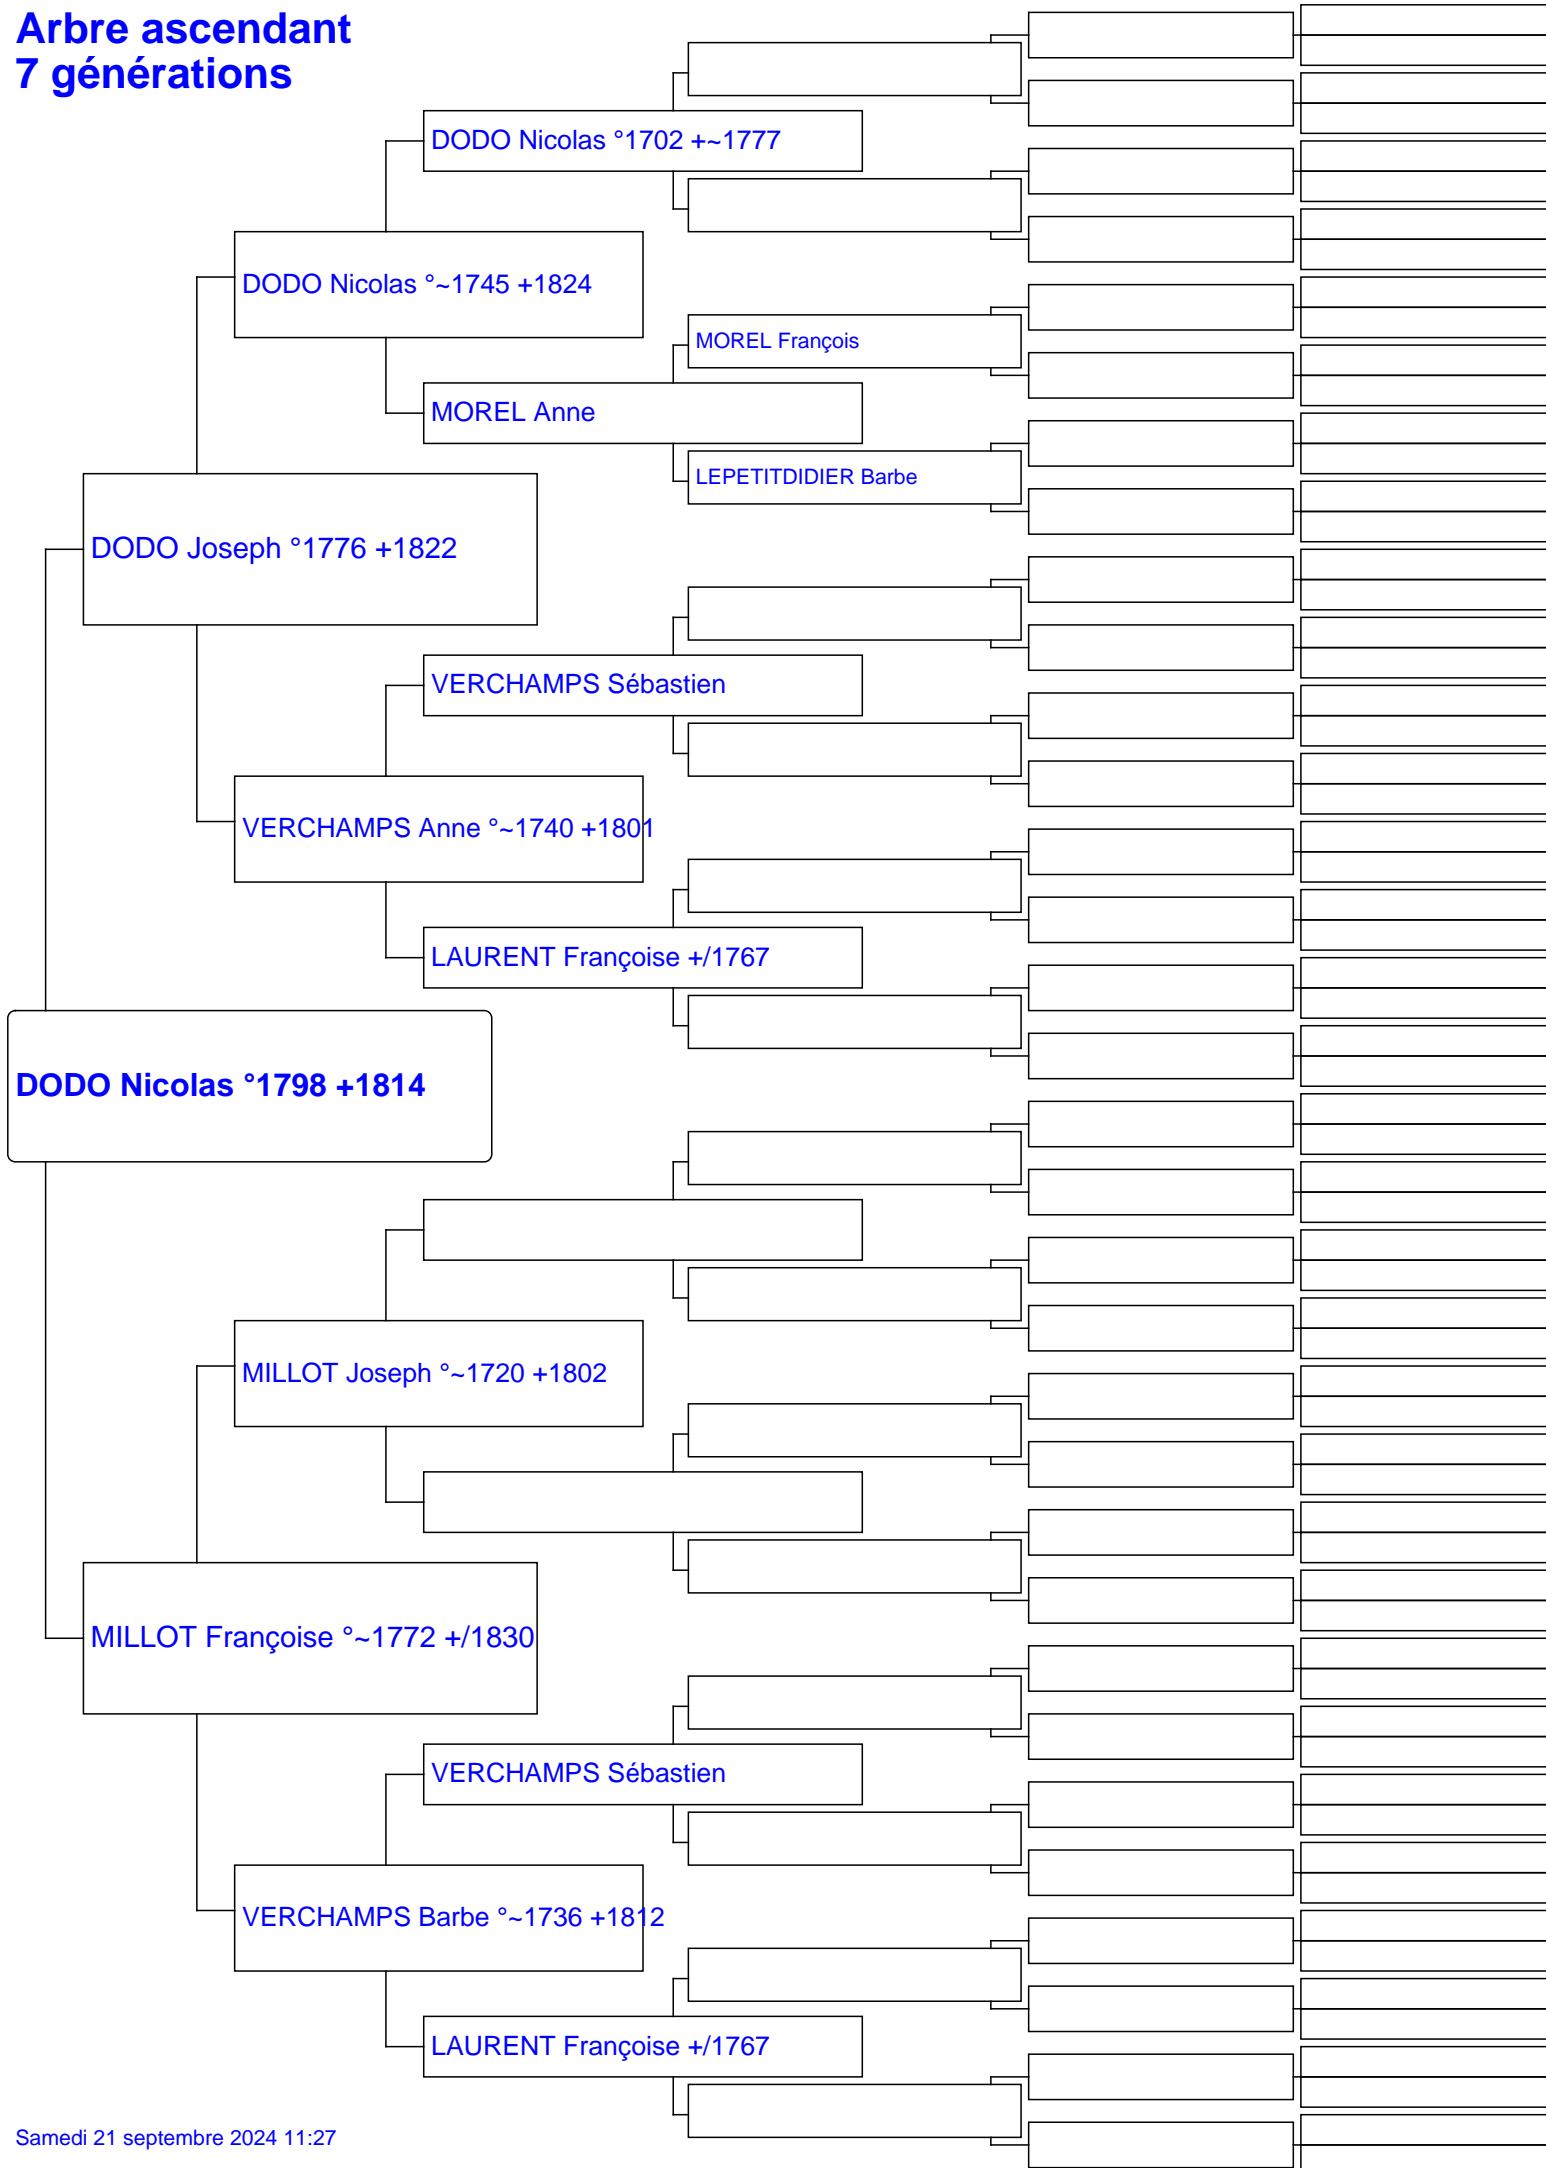 Arbre ascendant
7 générations
DODO Nicolas °1702 +~1777
DODO Nicolas °~1745 +1824
MOREL François
MOREL Anne
LEPETITDIDIER Barbe
DODO Joseph °1776 +1822
VERCHAMPS Sébastien
VERCHAMPS Anne °~1740 +1801
LAURENT Françoise +/1767
DODO Nicolas °1798 +1814
MILLOT Joseph °~1720 +1802
MILLOT Françoise °~1772 +/1830
VERCHAMPS Sébastien
VERCHAMPS Barbe °~1736 +1812
LAURENT Françoise +/1767
Samedi 21 septembre 2024 11:27